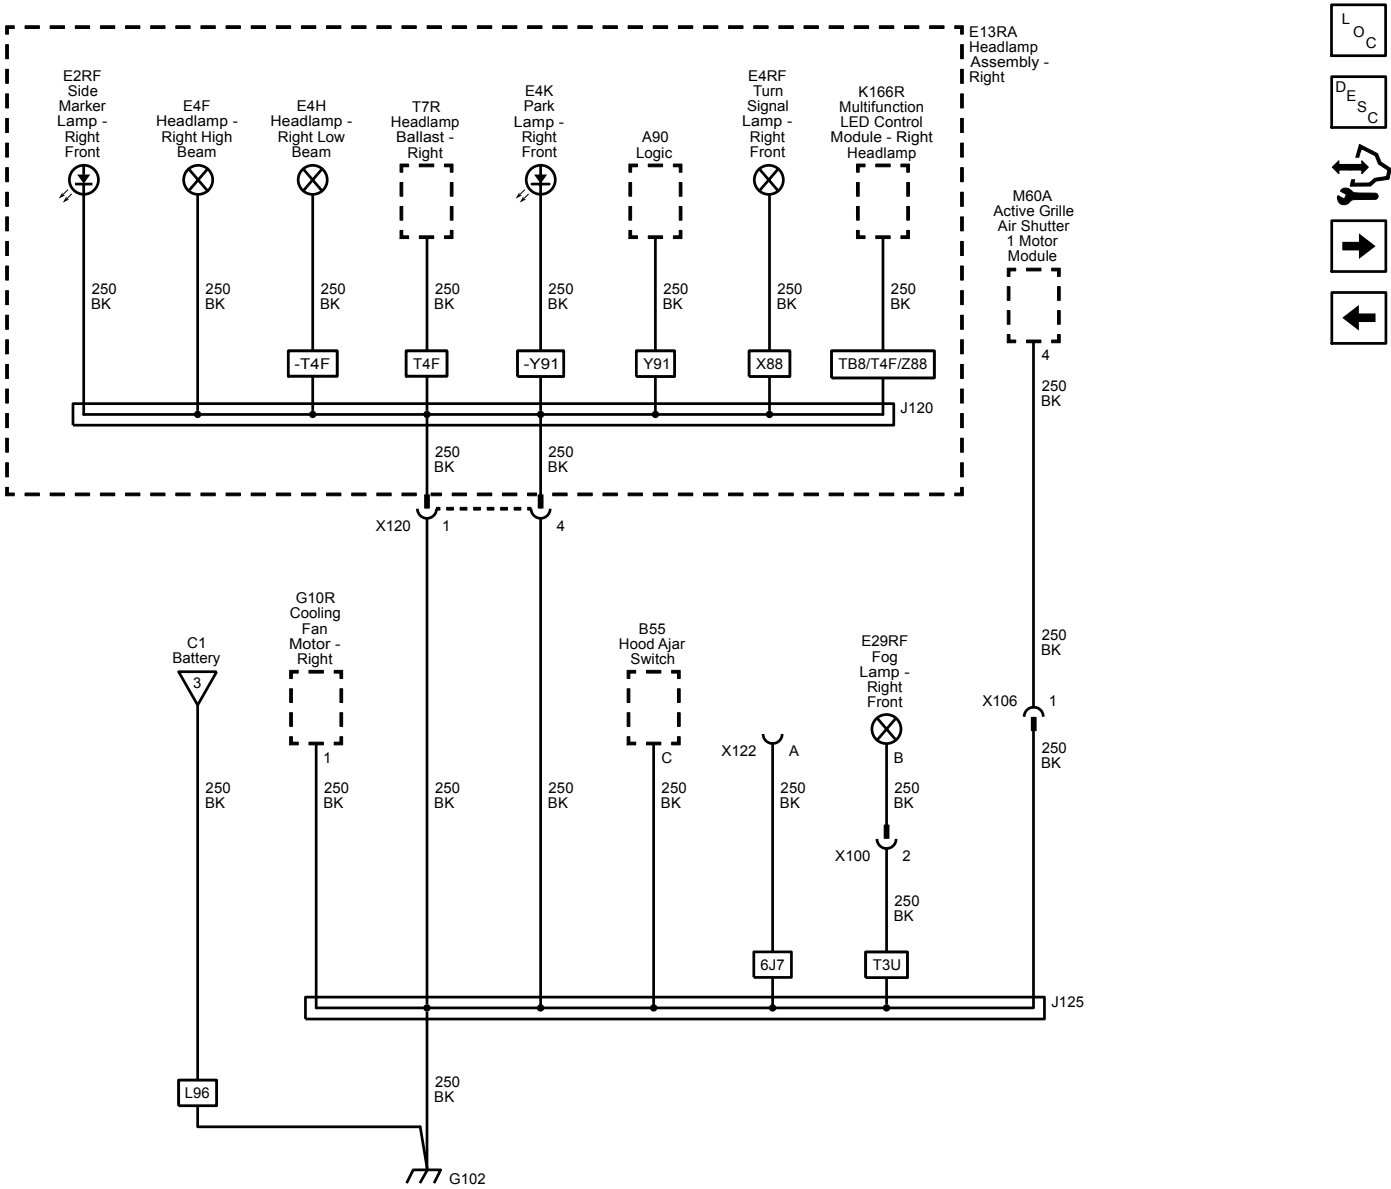 E13RA
Headlamp
Assembly -
Right
L
O
C
D
E
S
C
E2RF
Side
Marker
Lamp -
Right
Front
E4F
Headlamp -
Right High
Beam
E4H
Headlamp -
Right Low
Beam
T7R
Headlamp
Ballast -
Right
E4K
Park
Lamp -
Right
Front
A90
Logic
E4RF
Turn
Signal
Lamp -
Right
Front
K166R
Multifunction
LED Control
Module - Right
Headlamp
M60A
Active Grille
Air Shutter
1 Motor
Module
250
BK
250
BK
250
BK
250
BK
250
BK
250
BK
250
BK
250
BK
-T4F
T4F
-Y91
Y91
X88
TB8/T4F/Z88
4
250
BK
J120
250
BK
250
BK
X120
1
4
C1
Battery
3
G10R
Cooling
Fan
Motor -
Right
1
B55
Hood Ajar
Switch
C
X122
A
E29RF
Fog
Lamp -
Right
Front
B
250
BK
X106
1
250
BK
250
BK
250
BK
250
BK
250
BK
250
BK
250
BK
250
BK
X100
2
250
BK
6J7
T3U
J125
L96
250
BK
G102